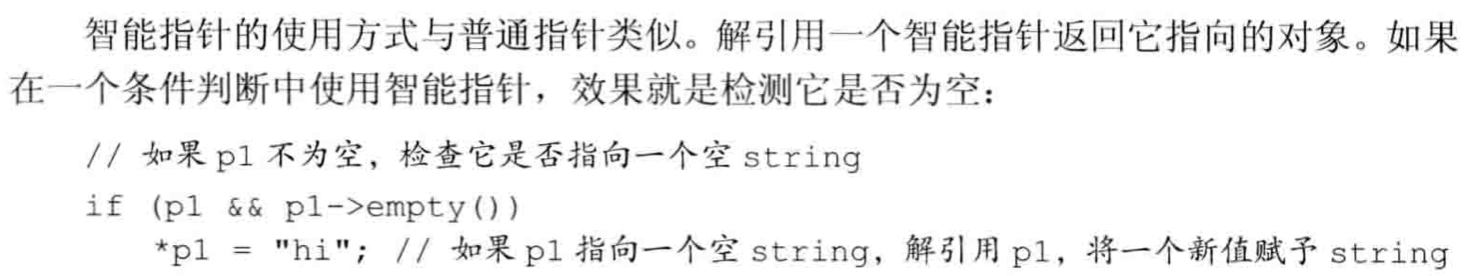 智能指针的使用方式与普通指针类似。解引用一个智能指针返回它指向的对象。如果
在一个条件判断中使用智能指针，效果就是检测它是否为空：
// 如果 p1 不为空，检查它是否指向一个空 string
if (p1 && p1->empty())
*p1 = "hi"; // 如果 p1 指向一个空 string，解引用 p1，将一个新值赋予 string